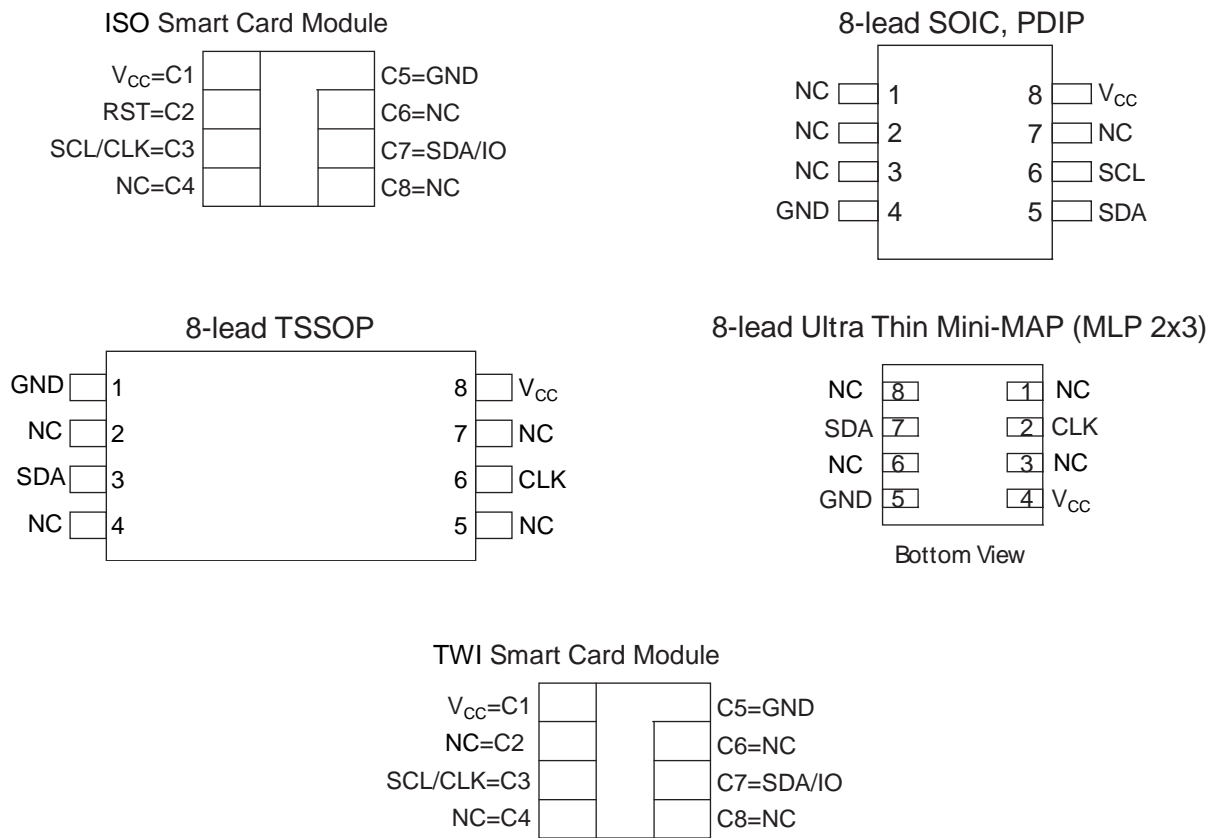 ISO Smart Card Module
VCC=C1 C5=GND
RST=C2 C6=NC
SCL/CLK=C3 C7=SDA/IO
NC=C4 C8=NC
8-lead SOIC, PDIP
NC 1 8 VCC
NC 2 7 NC
NC 3 6 SCL
GND 4 5 SDA
8-lead TSSOP
GND 1 8 VCC
NC 2 7 NC
SDA 3 6 CLK
NC 4 5 NC
8-lead Ultra Thin Mini-MAP (MLP 2x3)
NC 8 1 NC
SDA 7 2 CLK
NC 6 3 NC
GND 5 4 VCC
Bottom View
TWI Smart Card Module
VCC=C1 C5=GND
NC=C2 C6=NC
SCL/CLK=C3 C7=SDA/IO
NC=C4 C8=NC